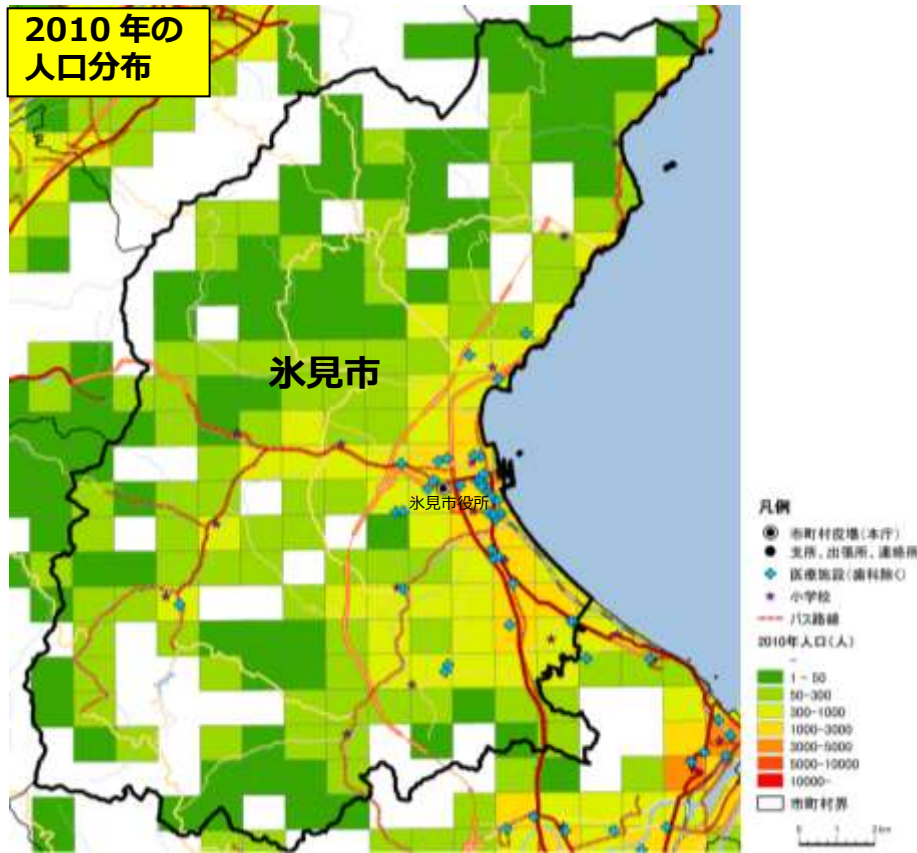 2010 年の
人口分布
氷見市
氷見市役所
凡例
市町村役場(本庁)
支所、出張所、連絡所
医療施設(歯科除く)
小学校
バス路線
2010年人口(人)
-
1 - 50
50-300
300-1000
1000-3000
3000-5000
5000-10000
10000-
市町村界
0 1 2km